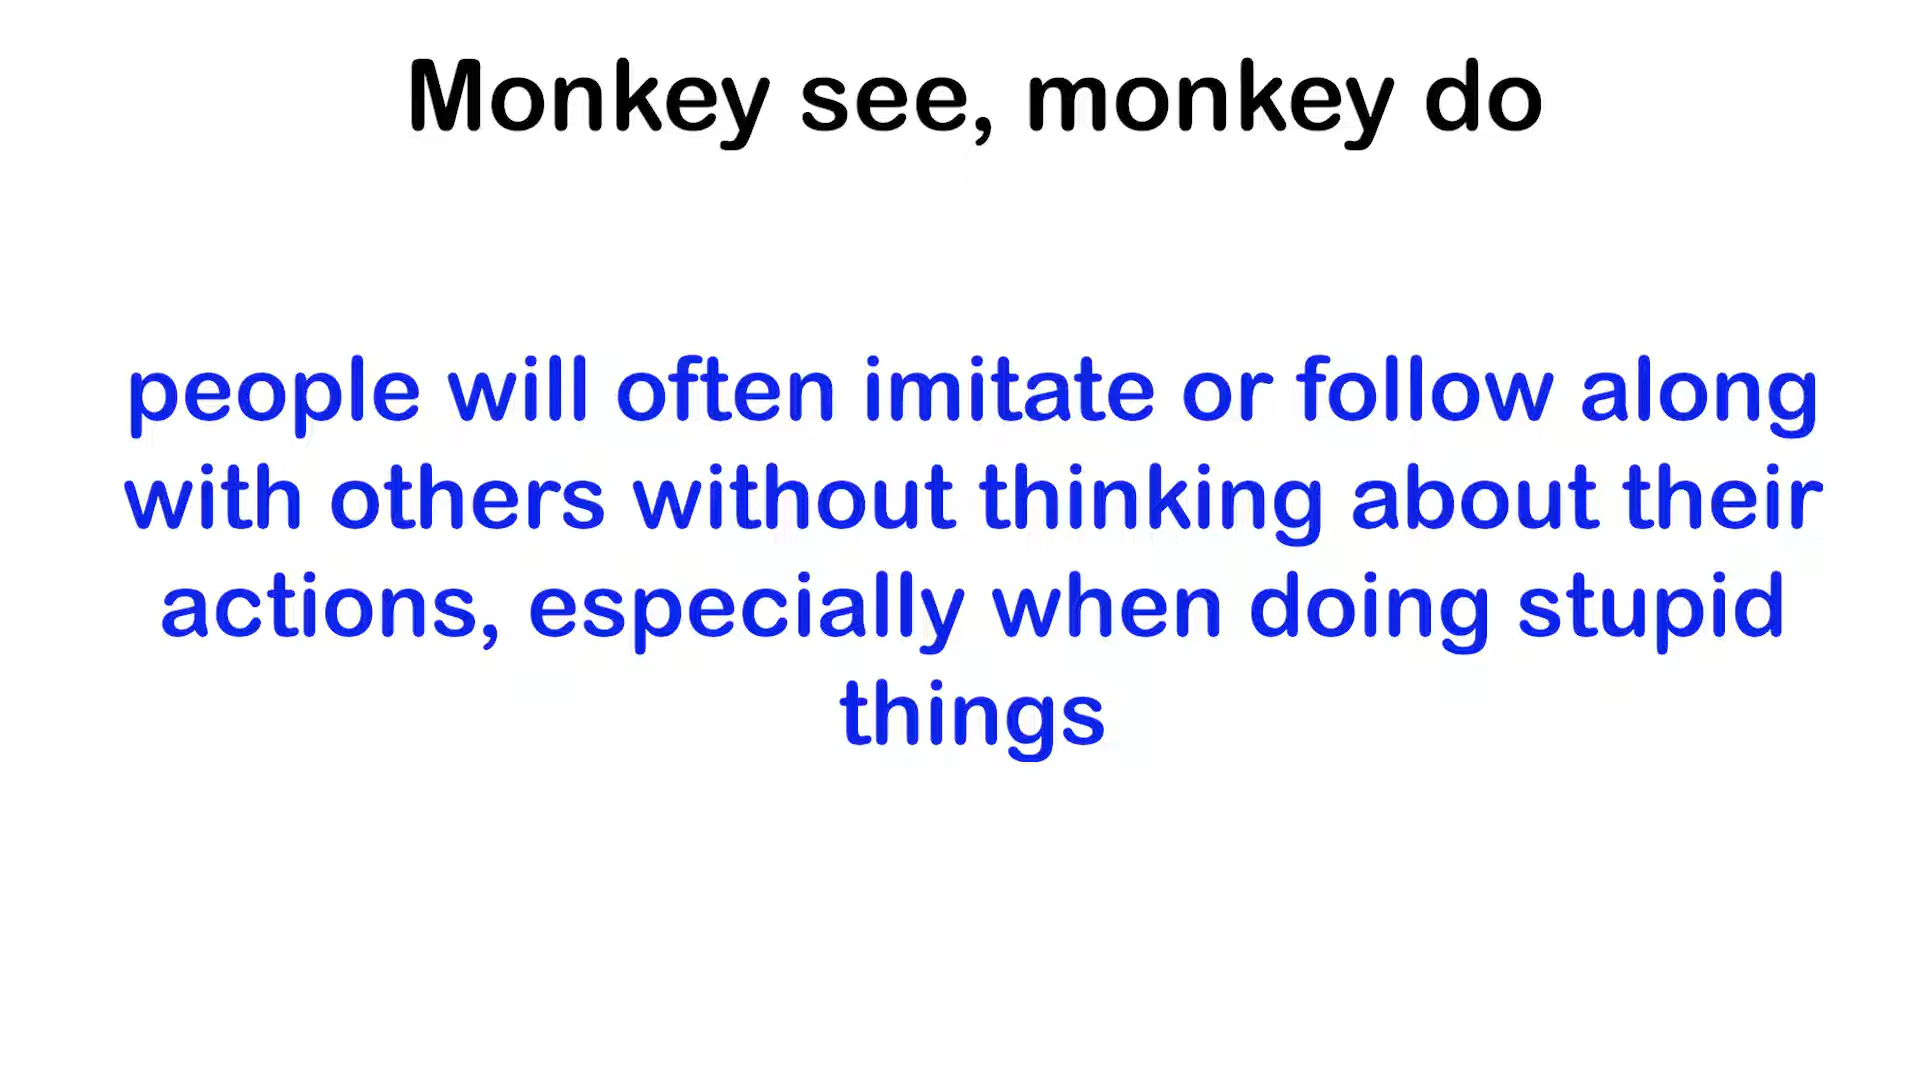 Monkey see, monkey do
people will often imitate or follow along
with others without thinking about their
actions, especially when doing stupid
things